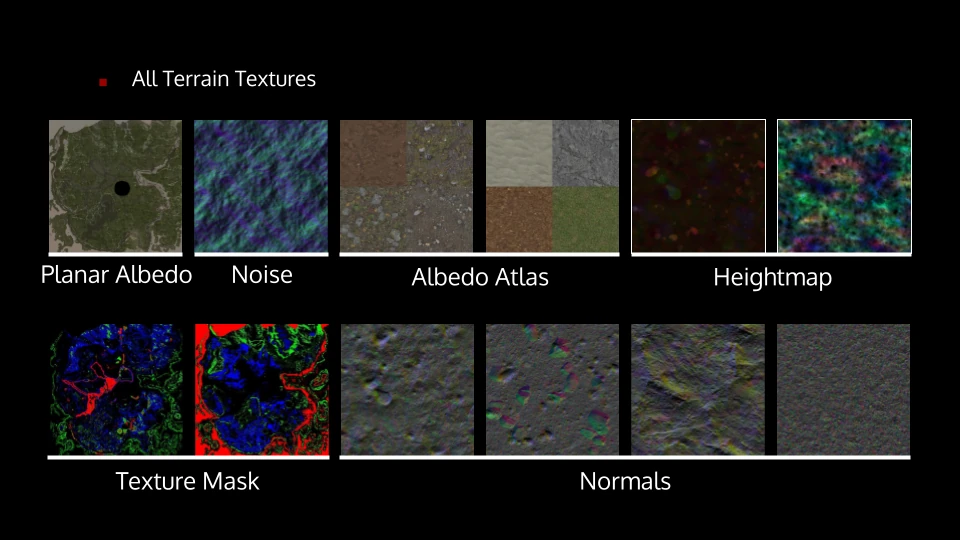 All Terrain Textures
Planar Albedo
Noise
Albedo Atlas
Heightmap
Texture Mask
Normals